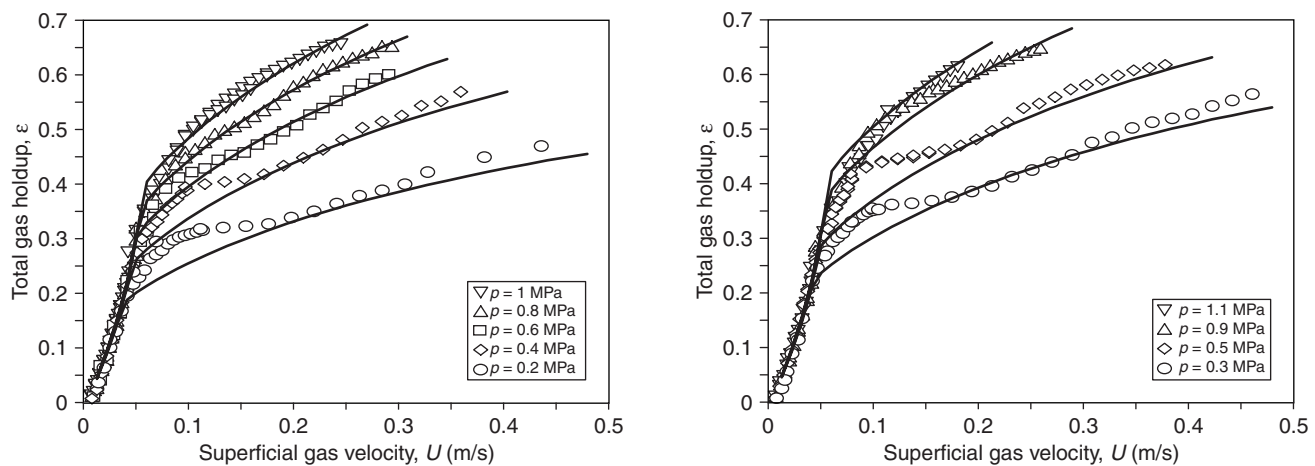 Total gas holdup, ε
0.7
0.6
0.5
0.4
0.3
0.2
0.1
0
0
0.1
0.2
0.3
0.4
0.5
Superficial gas velocity, U (m/s)
p = 1 MPa
p = 0.8 MPa
p = 0.6 MPa
p = 0.4 MPa
p = 0.2 MPa
Total gas holdup, ε
0.7
0.6
0.5
0.4
0.3
0.2
0.1
0
0
0.1
0.2
0.3
0.4
0.5
Superficial gas velocity, U (m/s)
p = 1.1 MPa
p = 0.9 MPa
p = 0.5 MPa
p = 0.3 MPa